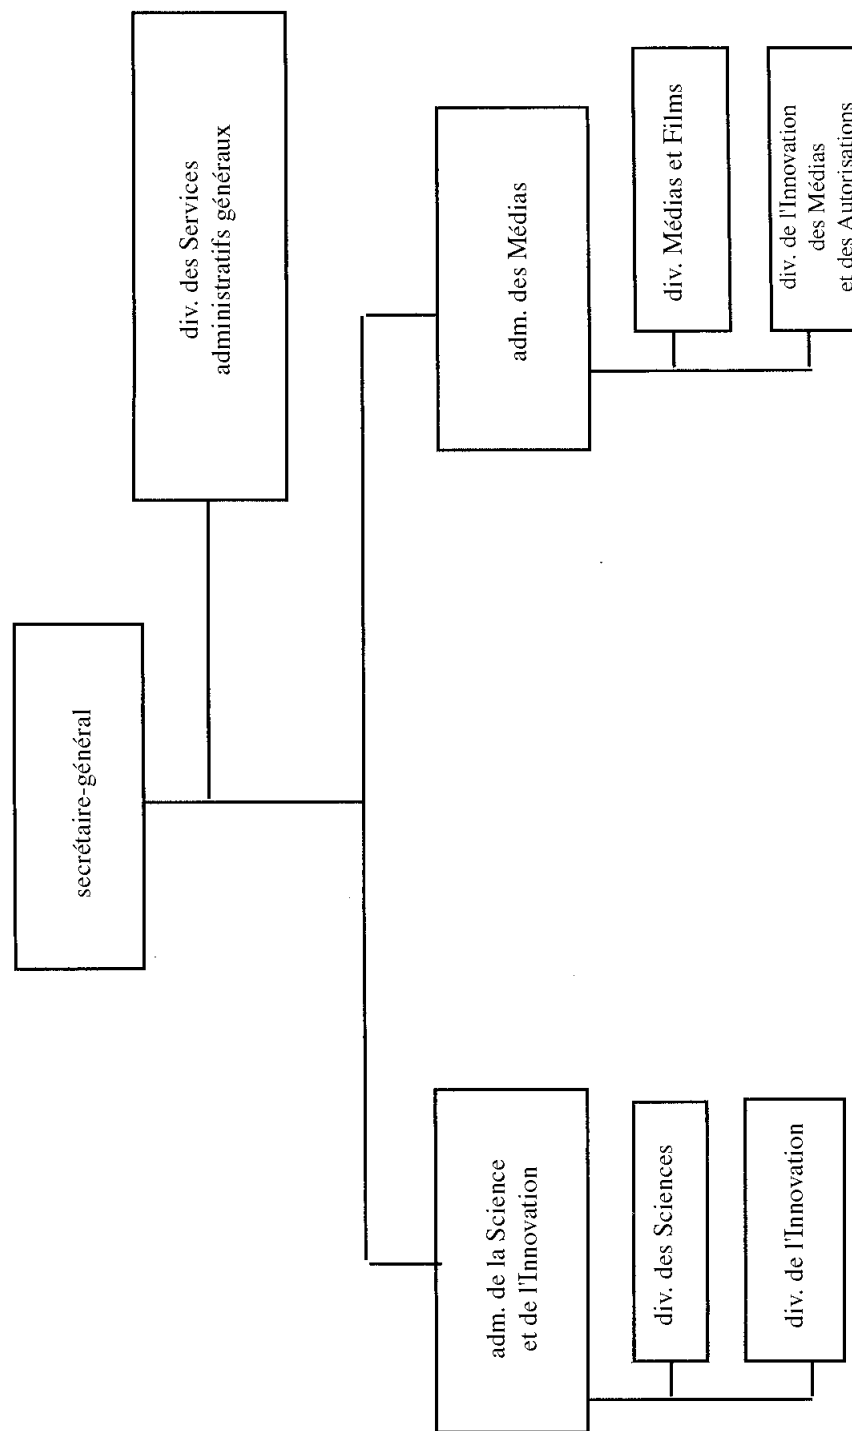 secrétaire-général
div. des Services
administratifs généraux
adm. de la Science
et de l'Innovation
adm. des Médias
div. des Sciences
div. de l'Innovation
div. Médias et Films
div. de l'Innovation
des Médias
et des Autorisations